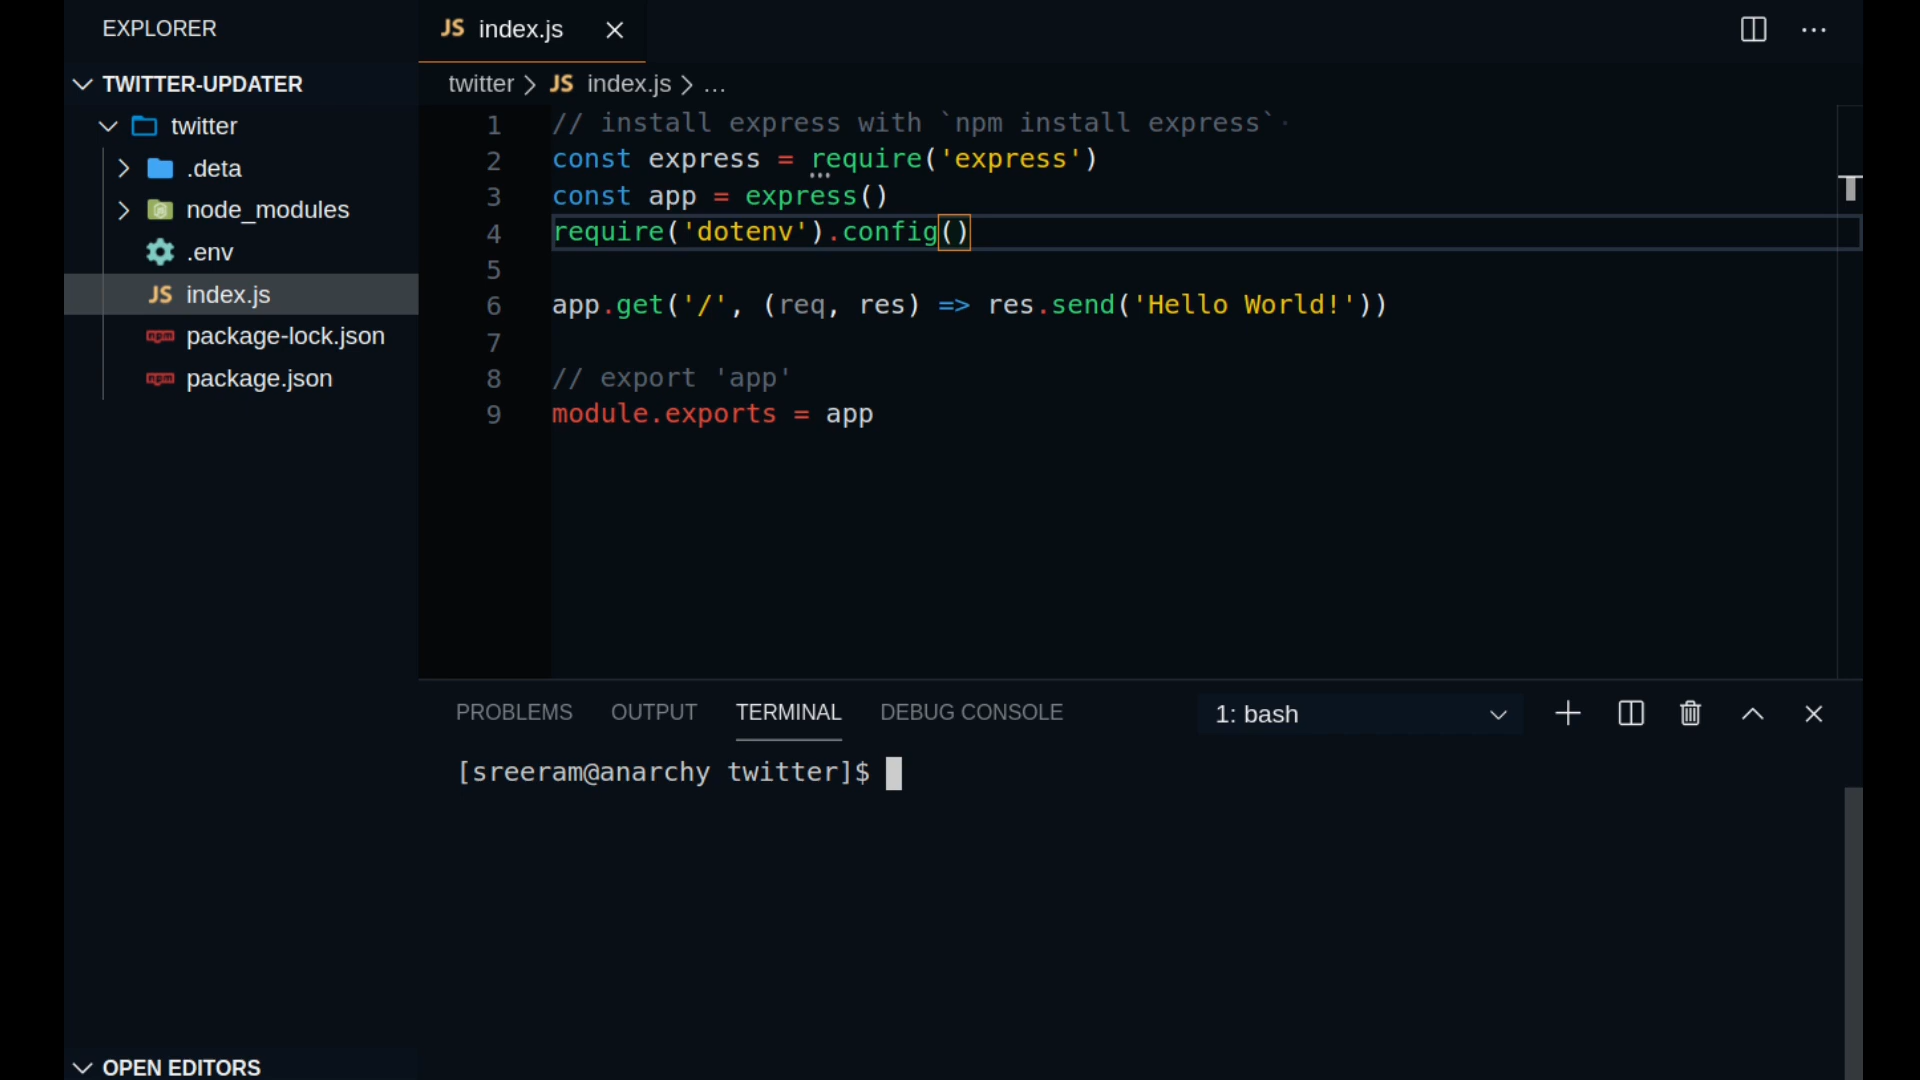 EXPLORER
TWITTER-UPDATER
twitter
.deta
node_modules
.env
JS index.js
package-lock.json
package.json
OPEN EDITORS
JS index.js
twitter > JS index.js > ...
1 // install express with `npm install express`
2 const express = require('express')
3 const app = express()
4 require('dotenv').config()
5
6 app.get('/', (req, res) => res.send('Hello World!'))
7
8 // export 'app'
9 module.exports = app
PROBLEMS OUTPUT TERMINAL DEBUG CONSOLE 1: bash
[sreeram@anarchy twitter]$